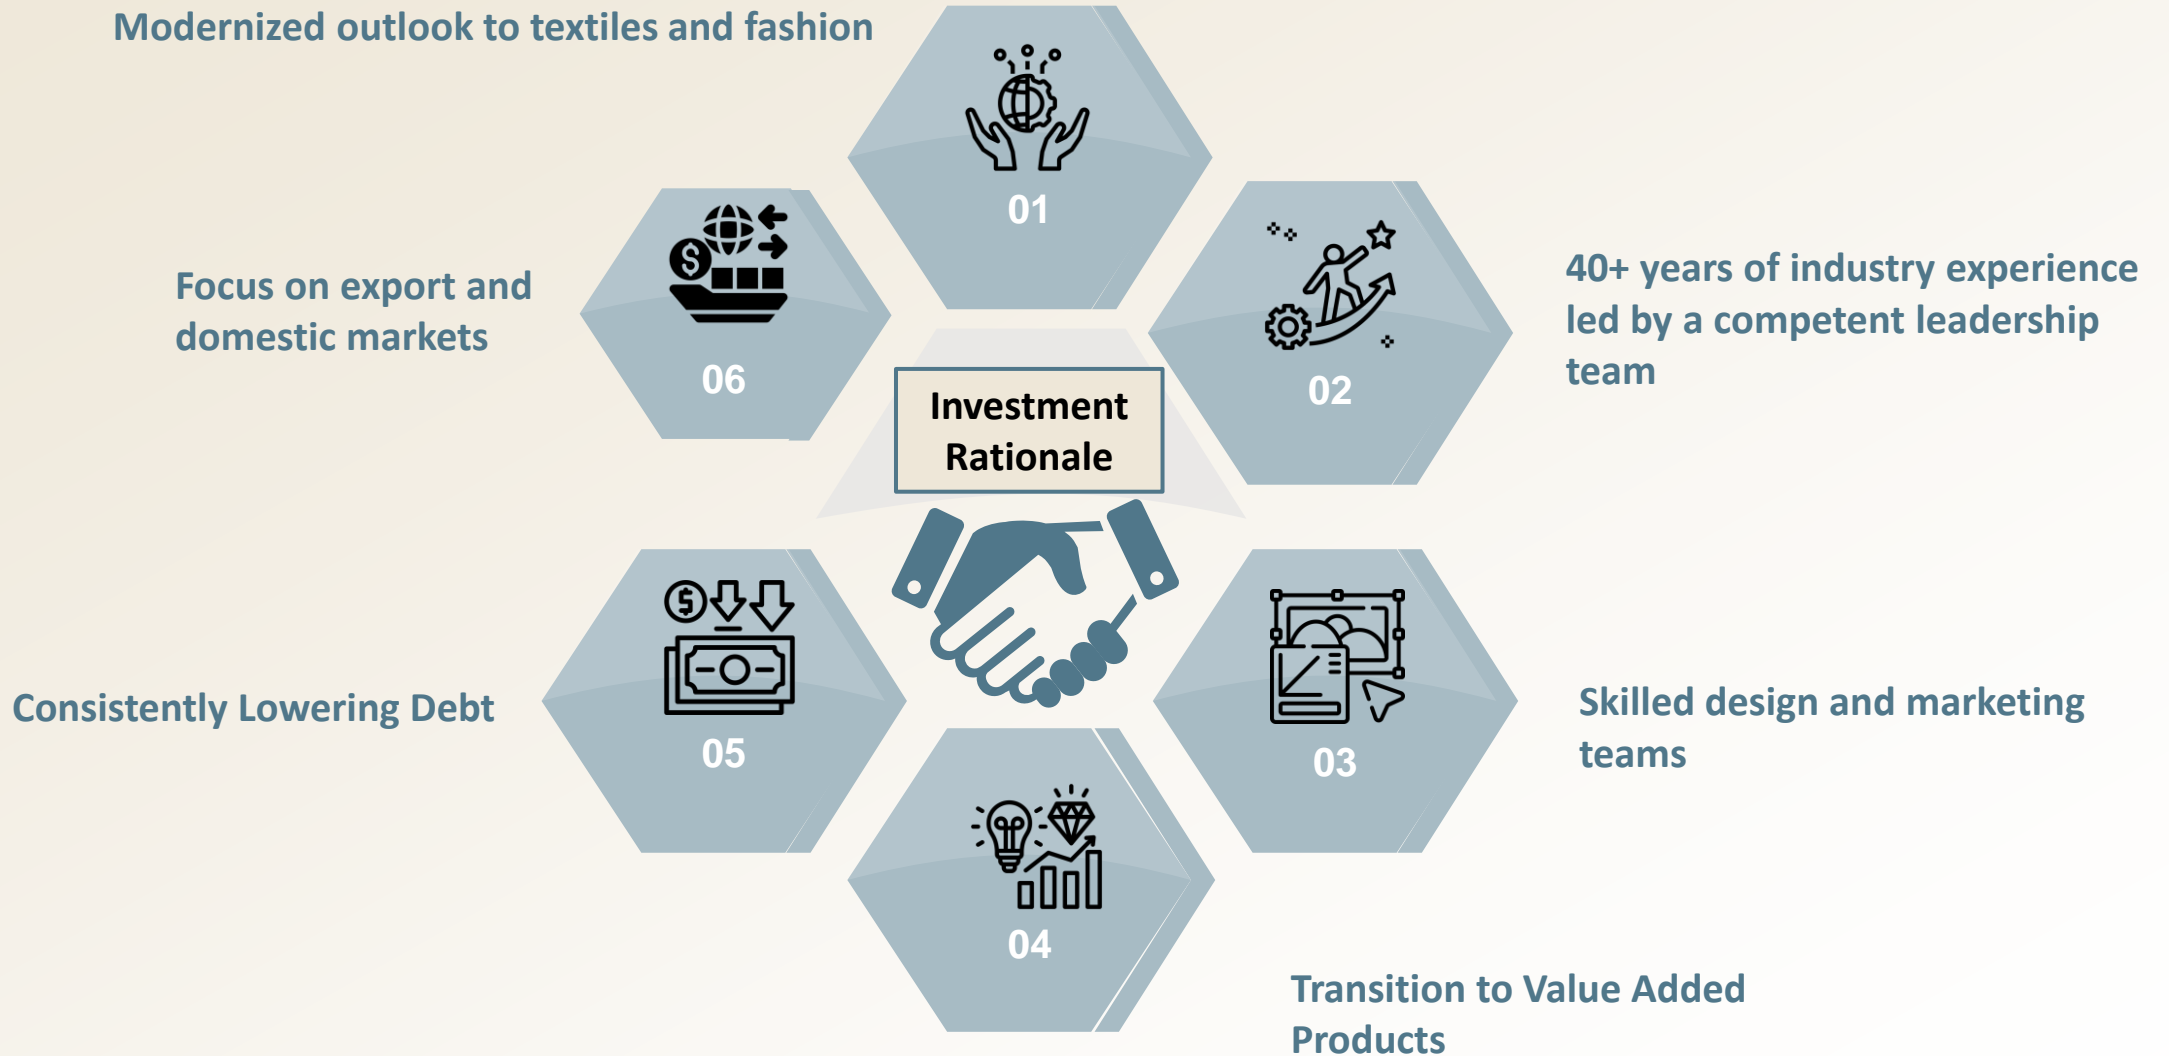 Modernized outlook to textiles and fashion
01
40+ years of industry experience
led by a competent leadership
team
02
Skilled design and marketing
teams
03
Transition to Value Added
Products
04
Consistently Lowering Debt
05
Focus on export and
domestic markets
06
Investment
Rationale